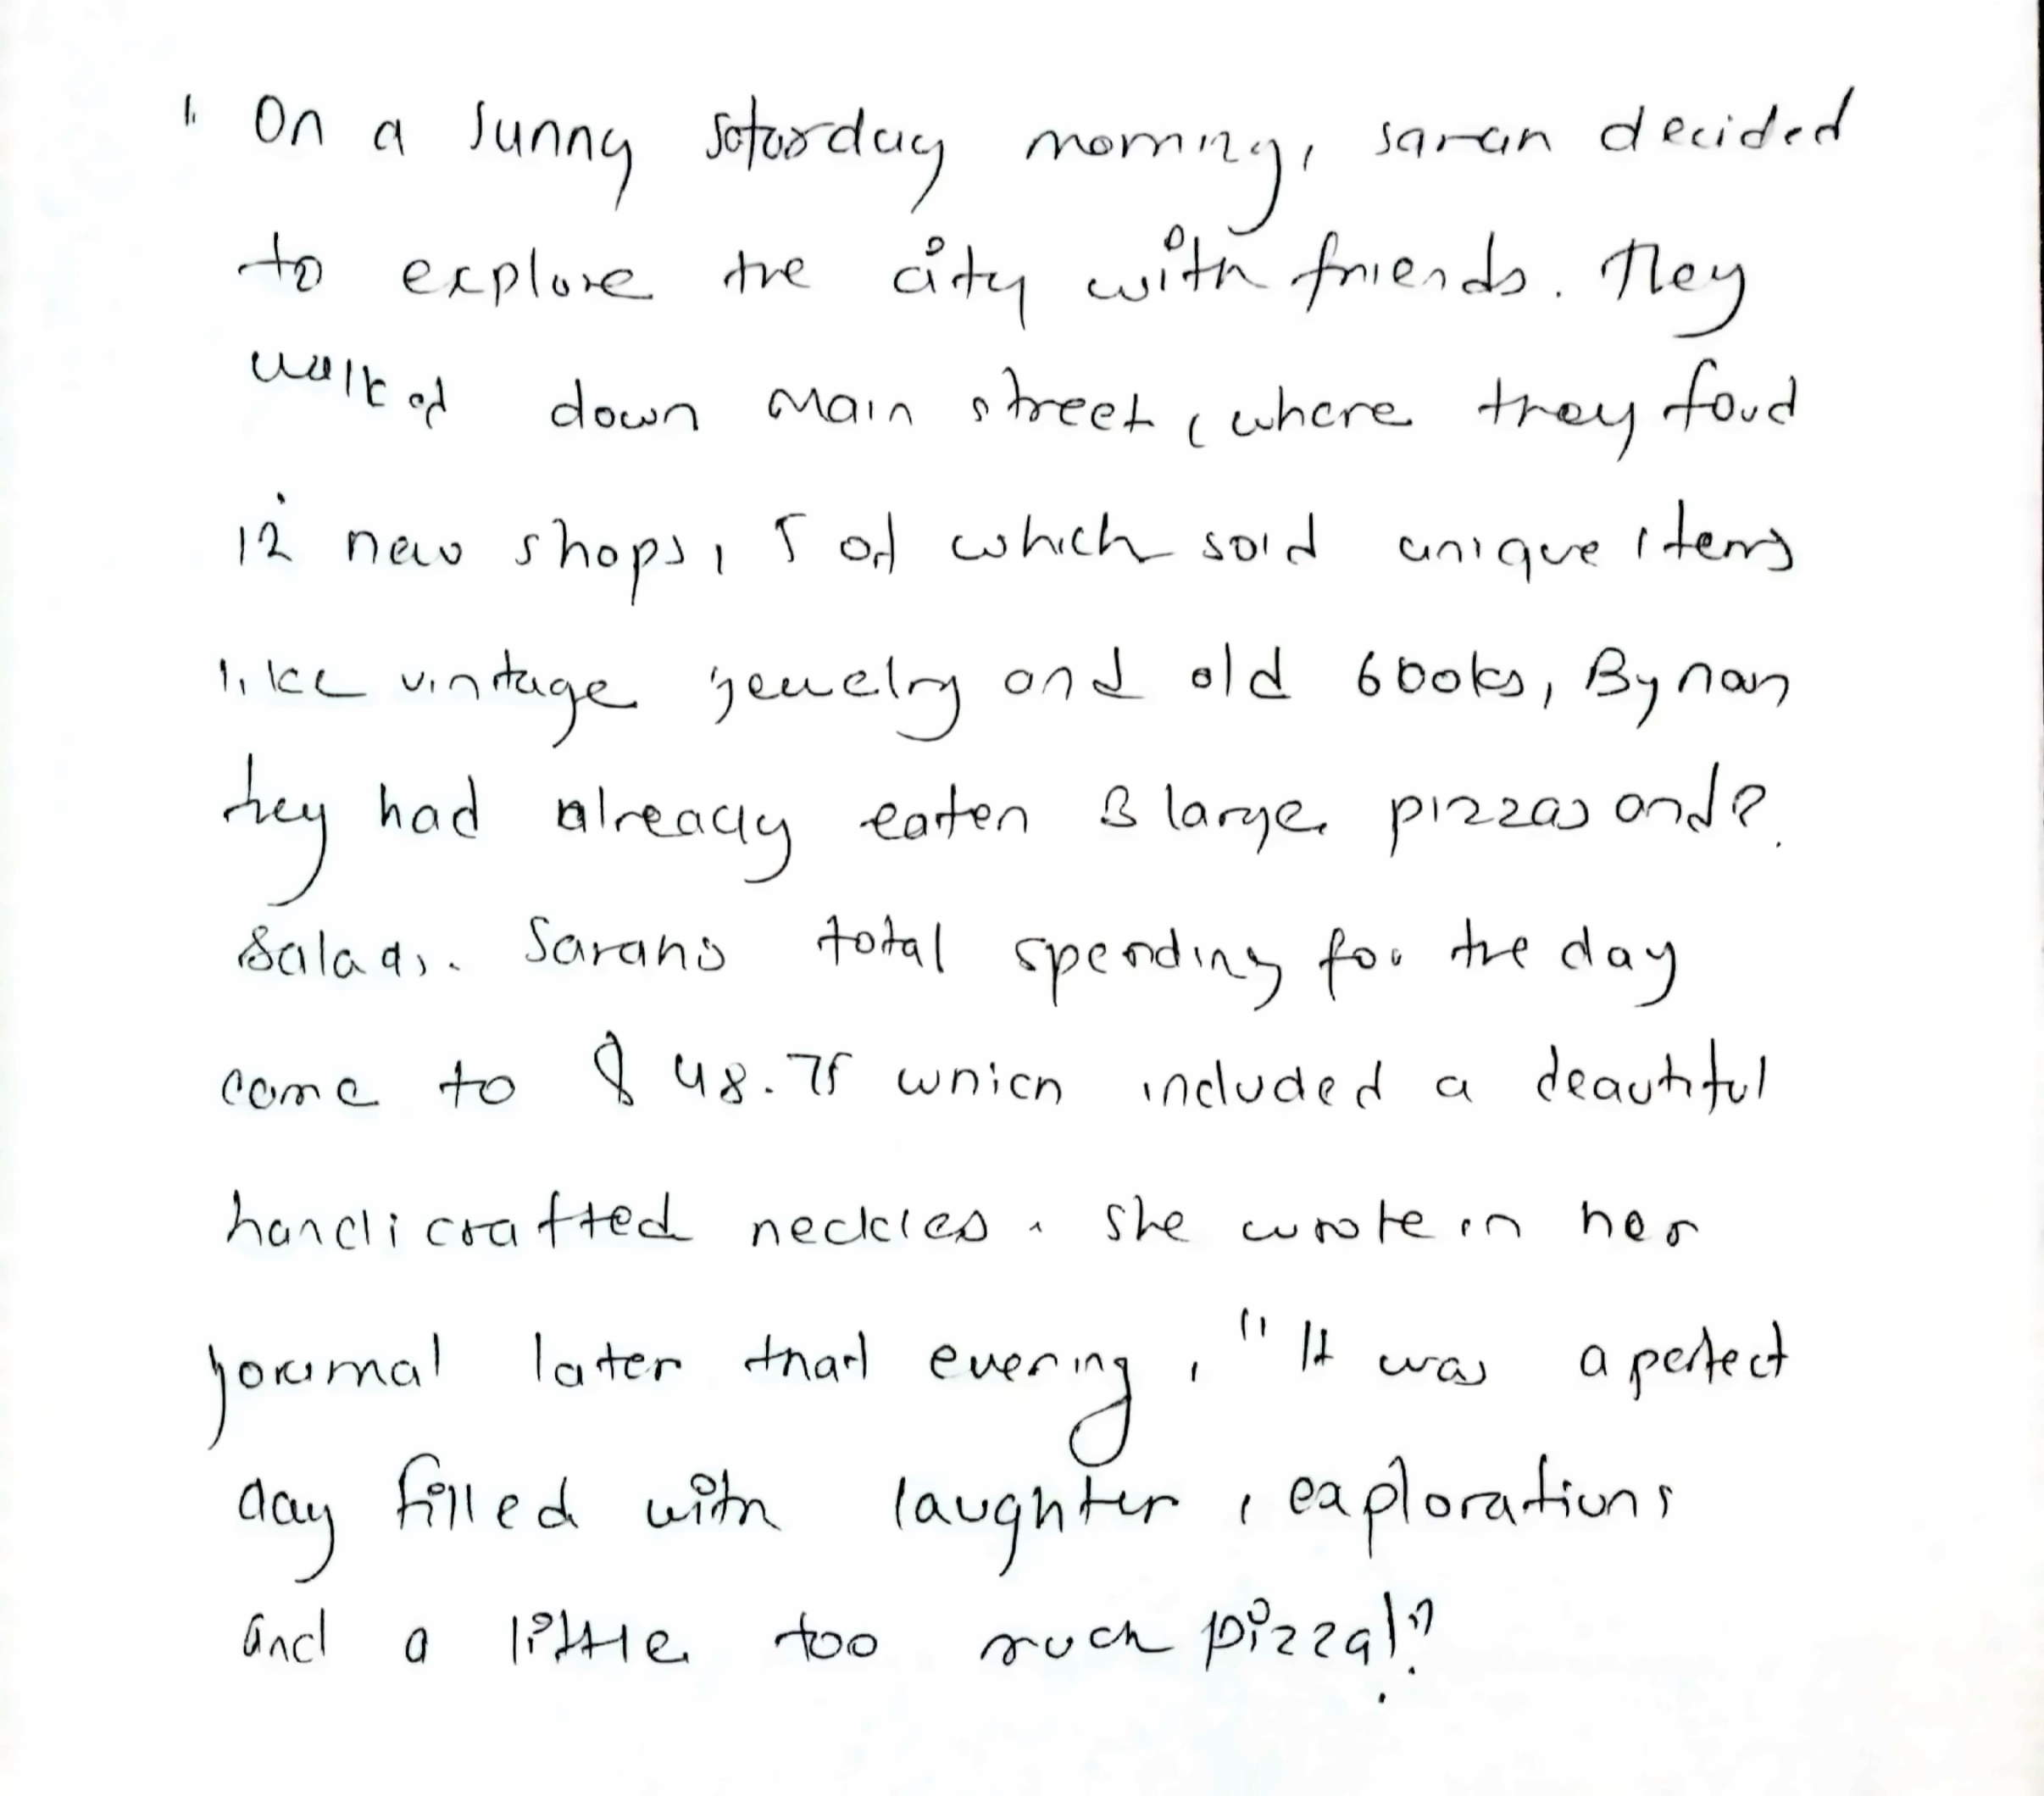 " On a sunny saturday morning, sarah decided
to explore the city with friends. They
walked down main street, where they foud
12 new shops, 5 of which sold unique items
like vintage jewelry and old books, By noon
they had already eaten 3 large pizzas and 2
salads. Sarahs total spending for the day
came to $ 48.75 which included a beautiful
handicrafted neckles. She wrote in her
journal later that evening, "It was a perfect
day filled with laughter, explorations
and a little too much pizza!"